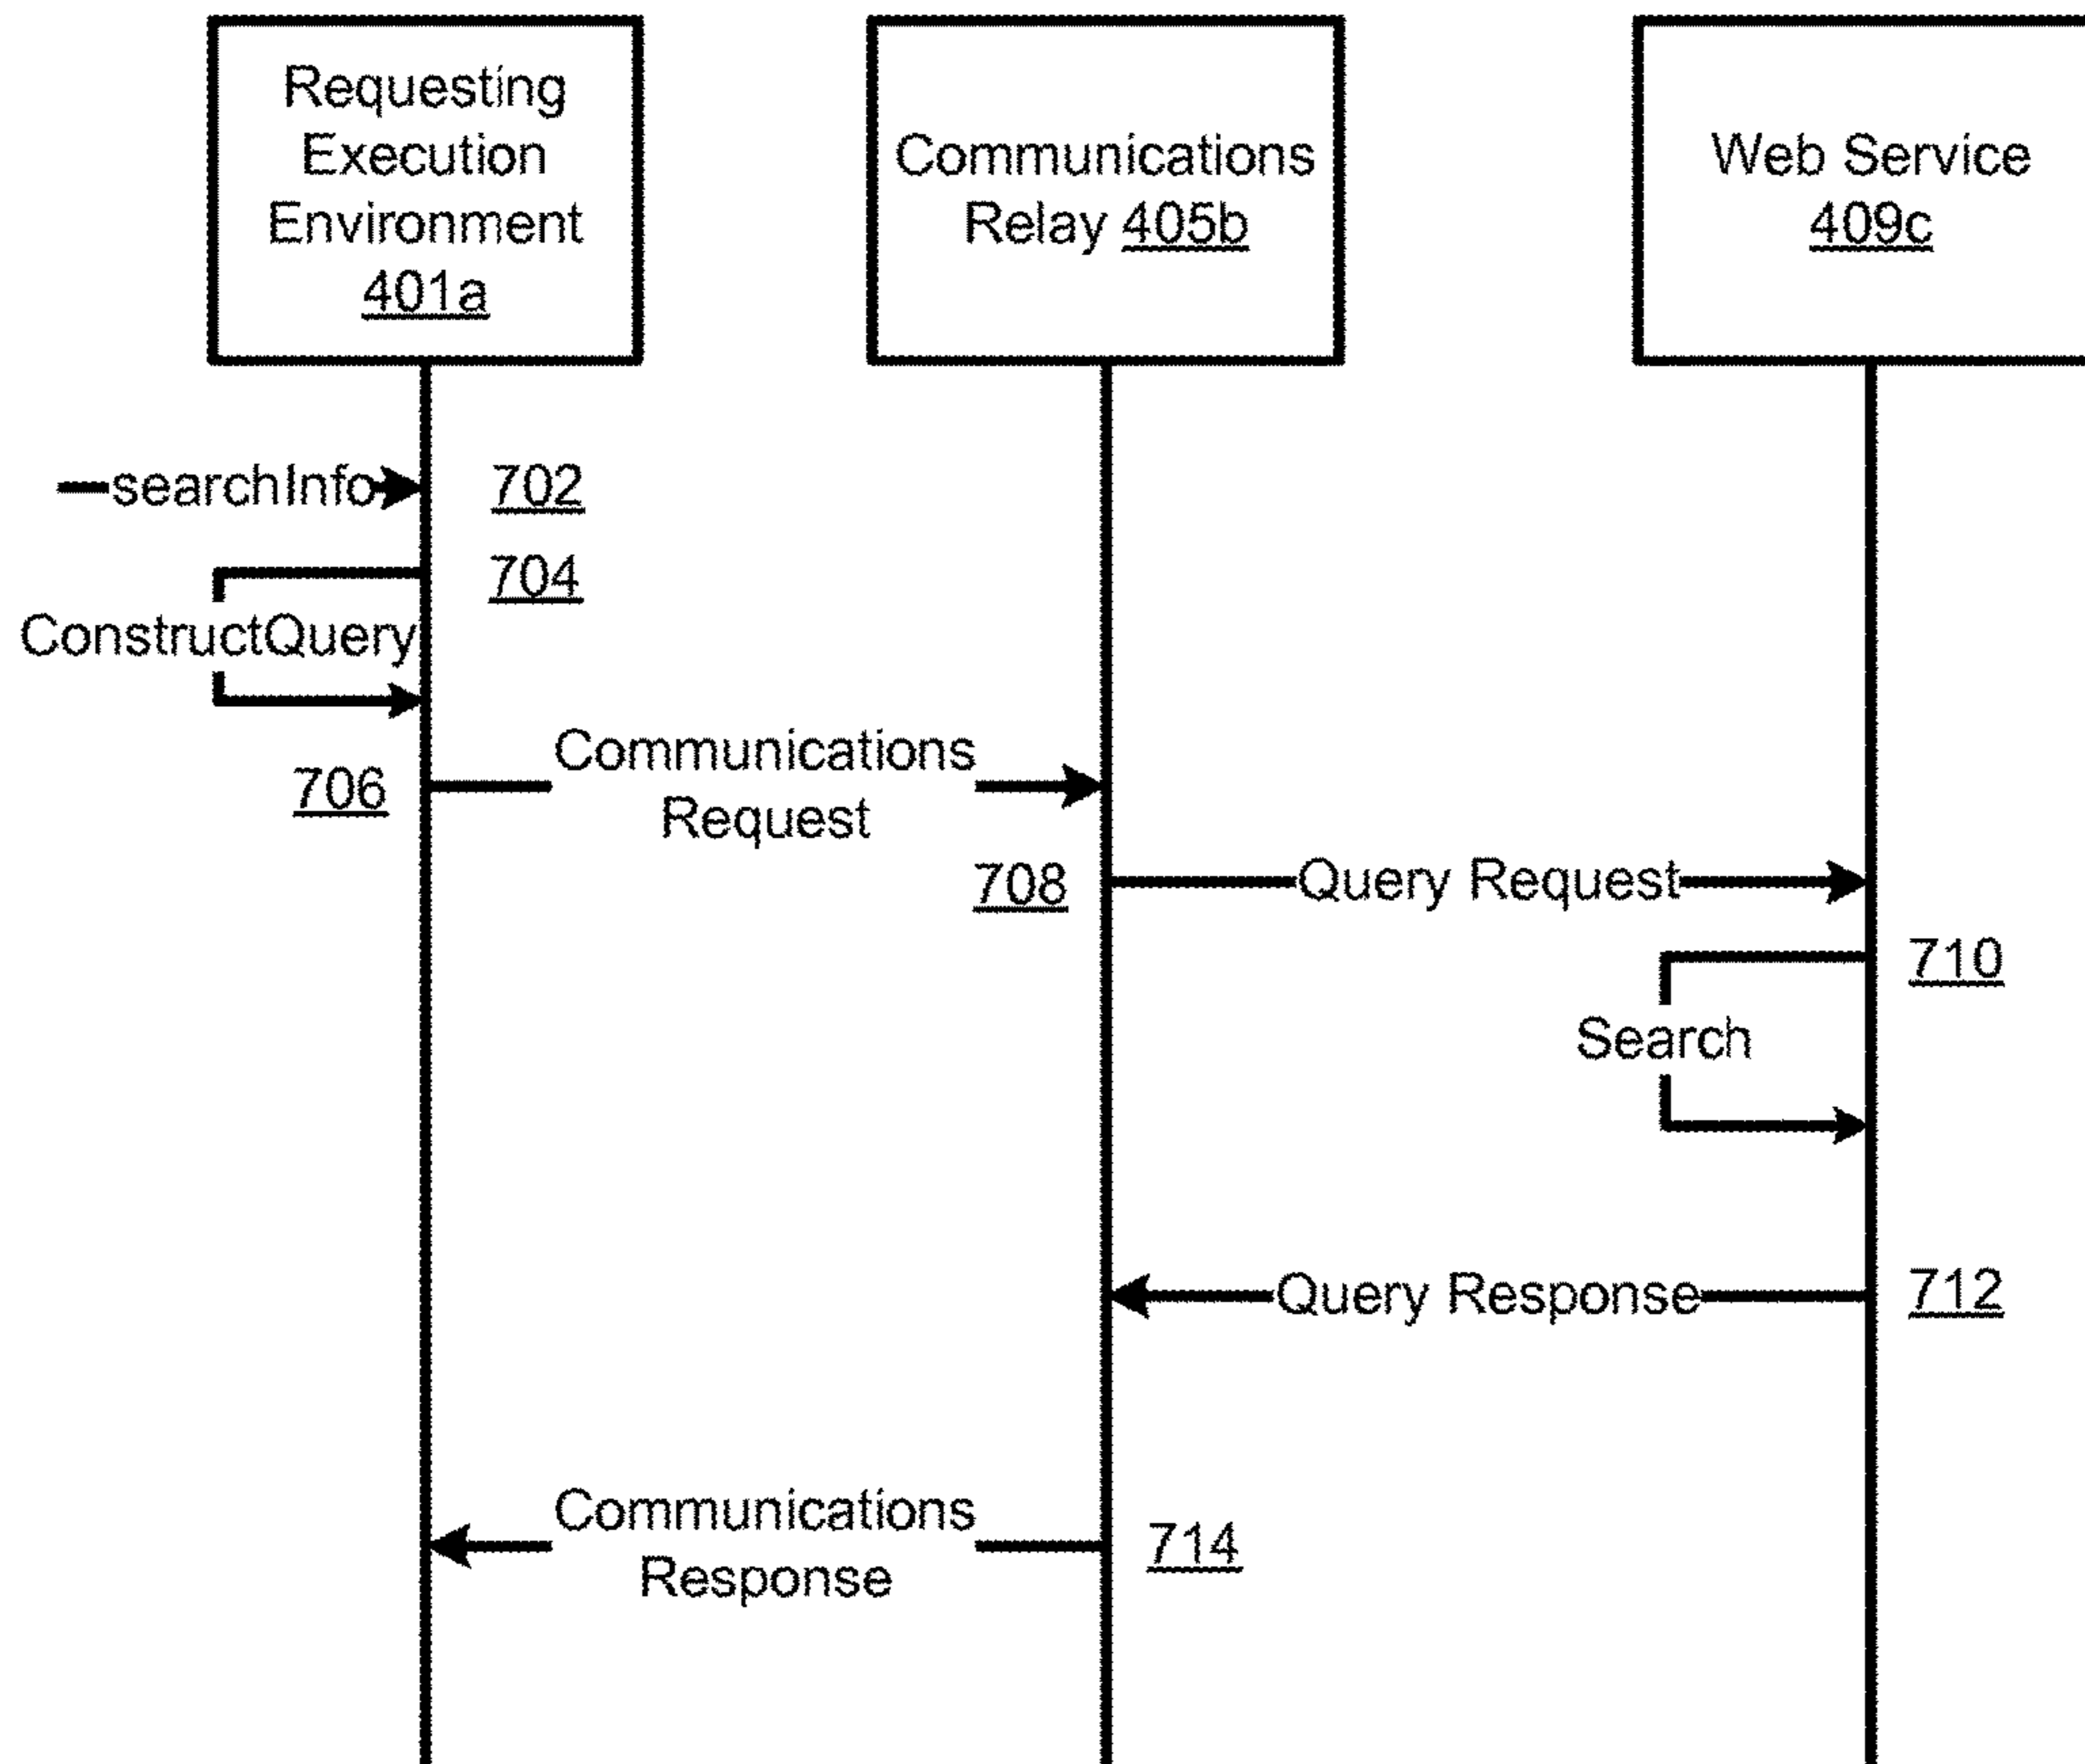 Requesting
Execution
Environment
401a
Communications
Relay 405b
Web Service
409c
searchInfo
702
704
ConstructQuery
706
Communications
Request
708
Query Request
710
Search
Query Response
712
Communications
Response
714